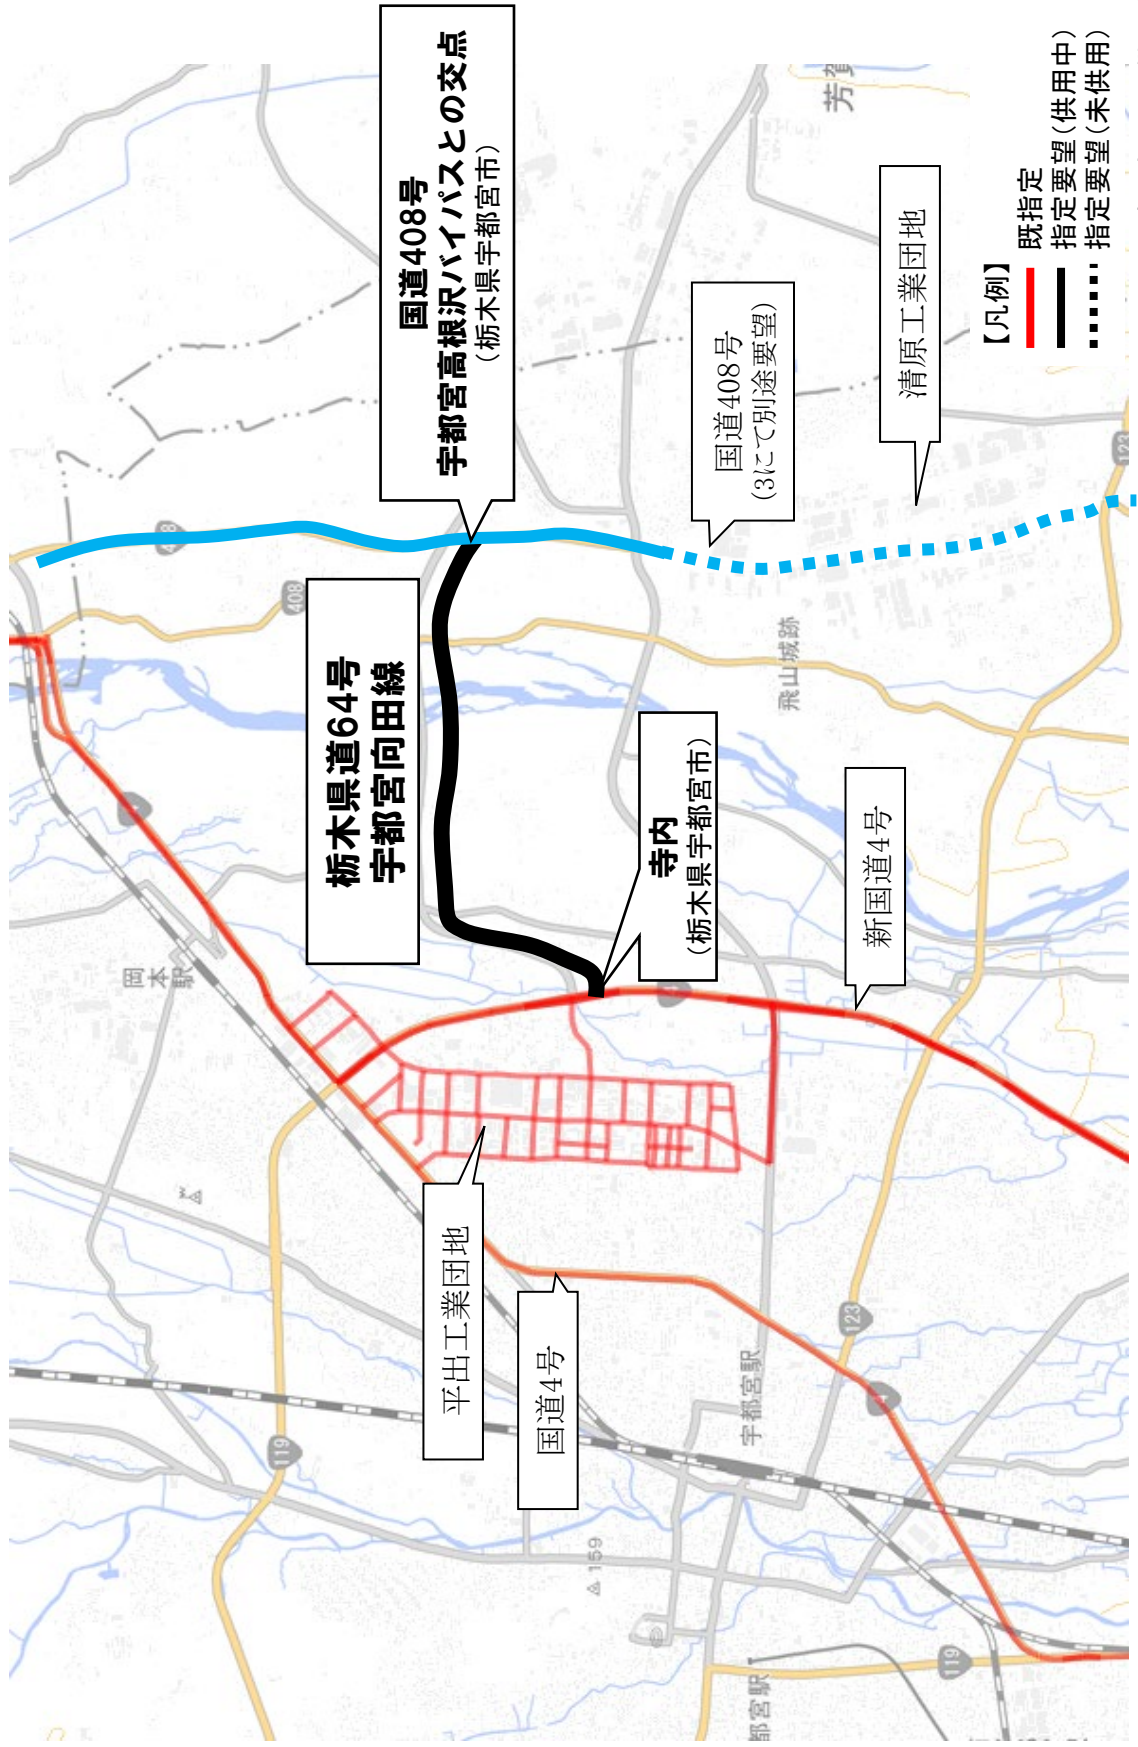 国道408号
宇都宮高根沢バイパスとの交点
(栃木県宇都宮市)
栃木県道64号
宇都宮向田線
寺内
(栃木県宇都宮市)
国道408号
(3にて別途要望)
清原工業団地
新国道4号
平出工業団地
国道4号
【凡例】
既指定
指定要望(供用中)
指定要望(未供用)
岡本駅
飛山城跡
宇都宮駅
都宮駅
芳賀
408
123
123
119
119
159